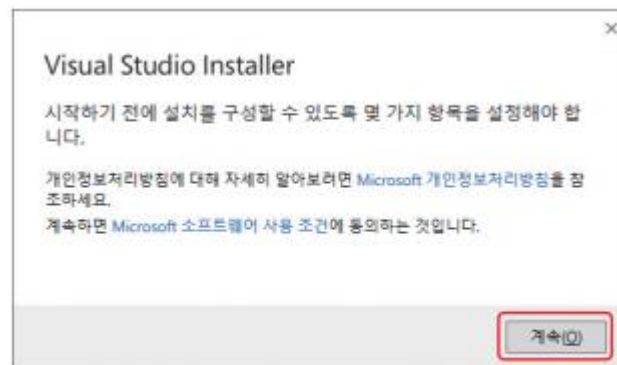 Visual Studio Installer
시작하기 전에 설치를 구성할 수 있도록 몇 가지 항목을 설정해야 합
니다.
개인정보처리방침에 대해 자세히 알아보려면 Microsoft 개인정보처리방침을 참
조하세요.
계속하면 Microsoft 소프트웨어 사용 조건에 동의하는 것입니다.
계속(O)